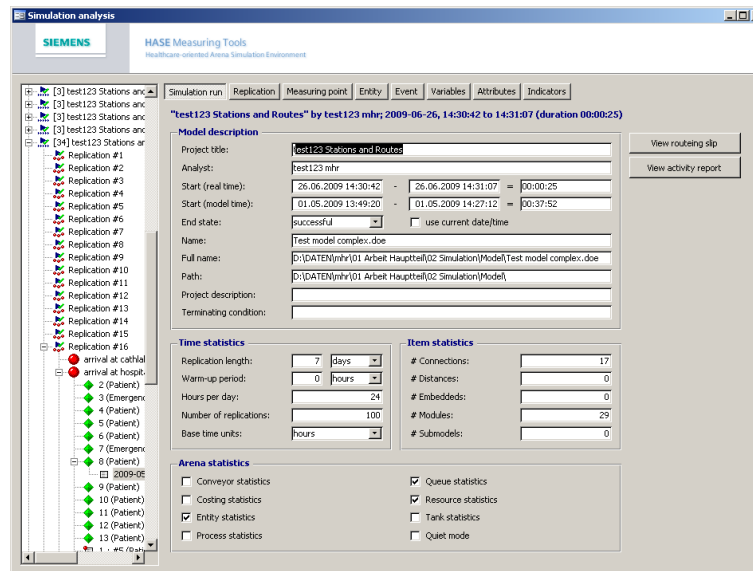 Simulation analysis
SIEMENS
HASE Measuring Tools
Healthcare-oriented Arena Simulation Environment
[3] test123 Stations and
[3] test123 Stations and
[3] test123 Stations and
[3] test123 Stations and
[34] test123 Stations ar
Replication #1
Replication #2
Replication #3
Replication #4
Replication #5
Replication #6
Replication #7
Replication #8
Replication #9
Replication #10
Replication #11
Replication #12
Replication #13
Replication #14
Replication #15
Replication #16
arrival at cathlab
arrival at hospita
2 (Patient)
3 (Emergenc
4 (Patient)
5 (Patient)
6 (Patient)
7 (Emergenc
8 (Patient)
2009-05
9 (Patient)
10 (Patient)
11 (Patient)
12 (Patient)
13 (Patient)
Simulation run Replication Measuring point Entity Event Variables Attributes Indicators
"test123 Stations and Routes" by test123 mhr; 2009-06-26, 14:30:42 to 14:31:07 (duration 00:00:25)
Model description
Project title: test123 Stations and Routes
Analyst: test123 mhr
Start (real time): 26.06.2009 14:30:42 - 26.06.2009 14:31:07 = 00:00:25
Start (model time): 01.05.2009 13:49:20 - 01.05.2009 14:27:12 = 00:37:52
End state: successful use current date/time
Name: Test model complex.doe
Full name: D:\DATEN\mhr\01 Arbeit Hauptteil\02 Simulation\Model\Test model complex.doe
Path: D:\DATEN\mhr\01 Arbeit Hauptteil\02 Simulation\Model\
Project description:
Terminating condition:
View routeing slip
View activity report
Time statistics
Replication length: 7 days
Warm-up period: 0 hours
Hours per day: 24
Number of replications: 100
Base time units: hours
Item statistics
# Connections: 17
# Distances: 0
# Embeddeds: 0
# Modules: 29
# Submodels: 0
Arena statistics
Conveyor statistics Queue statistics
Costing statistics Resource statistics
Entity statistics Tank statistics
Process statistics Quiet mode